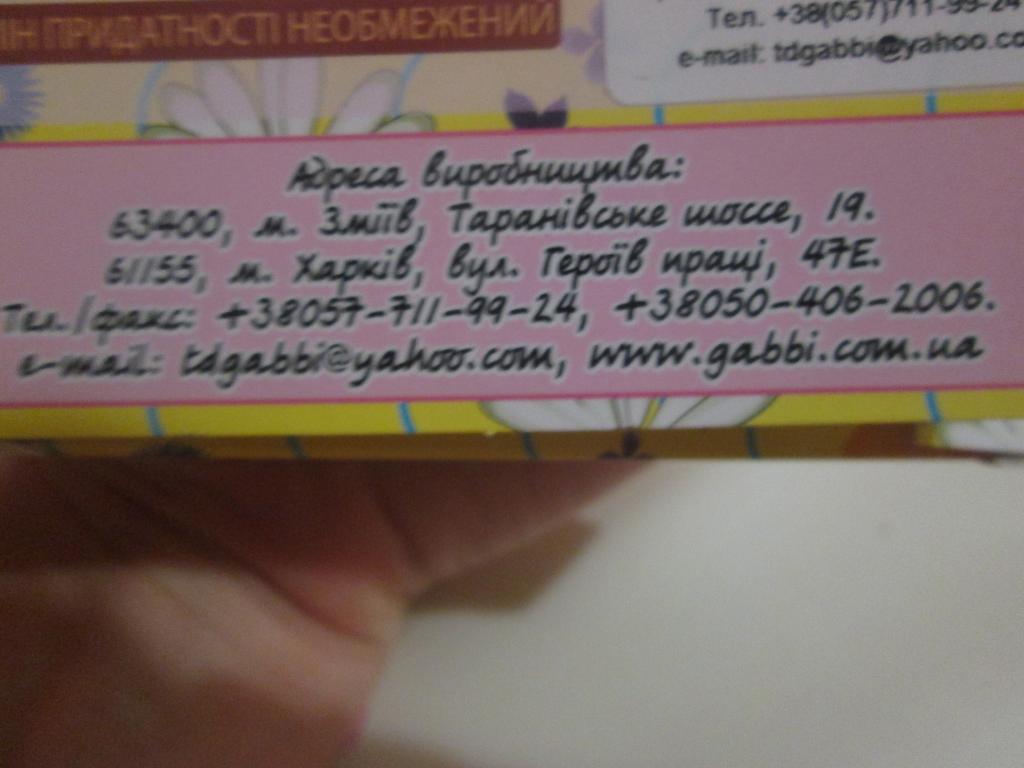 ІН ПРИДАТНОСТІ НЕОБМЕЖЕНИЙ
Тел. +38(057)711-99-24
e-mail: tdgabbi@yahoo.co
Адреса виробництва:
63400, м. Зміїв, Таранівське шоссе, 19.
61155, м. Харків, вул. Героїв праці, 47Е.
Тел./факс: +38057-711-99-24, +38050-406-2006.
e-mail: tdgabbi@yahoo.com, www.gabbi.com.ua